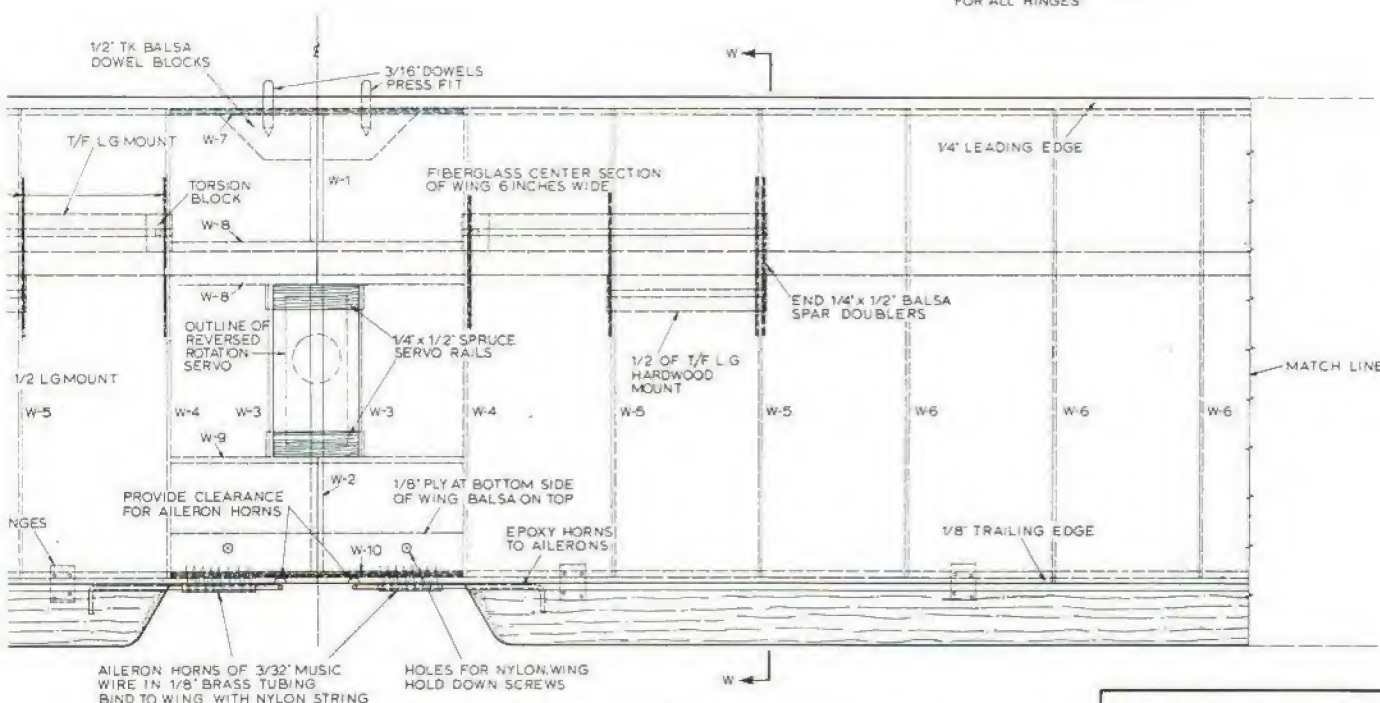 FOR ALL HINGES
1/2" TK BALSA
DOWEL BLOCKS
3/16" DOWELS
PRESS FIT
W
W-7
T/F L.G MOUNT
W-1
FIBERGLASS CENTER SECTION
OF WING 6 INCHES WIDE
1/4" LEADING EDGE
TORSION
BLOCK
W-8
W-8
END 1/4" x 1/2" BALSA
SPAR DOUBLERS
OUTLINE OF
REVERSED
ROTATION
SERVO
1/4" x 1/2" SPRUCE
SERVO RAILS
1/2 OF T/F L.G
HARDWOOD
MOUNT
MATCH LINE
1/2 L.G MOUNT
W-5
W-4
W-3
W-3
W-4
W-5
W-5
W-6
W-6
W-6
W-9
W-2
1/8" PLY AT BOTTOM SIDE
OF WING BALSA ON TOP
PROVIDE CLEARANCE
FOR AILERON HORNS
NGES
W-10
EPOXY HORNS
TO AILERONS
1/8" TRAILING EDGE
AILERON HORNS OF 3/32" MUSIC
WIRE IN 1/8" BRASS TUBING
BIND TO WING WITH NYLON STRING
HOLES FOR NYLON WING
HOLD DOWN SCREWS
W